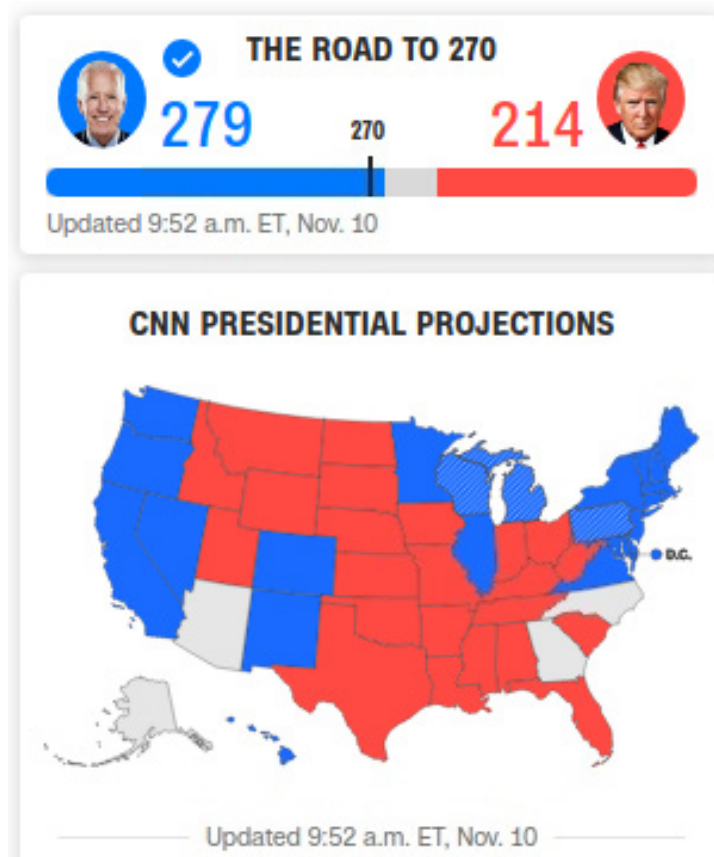 THE ROAD TO 270
279
270
214
Updated 9:52 a.m. ET, Nov. 10
CNN PRESIDENTIAL PROJECTIONS
D.C.
Updated 9:52 a.m. ET, Nov. 10